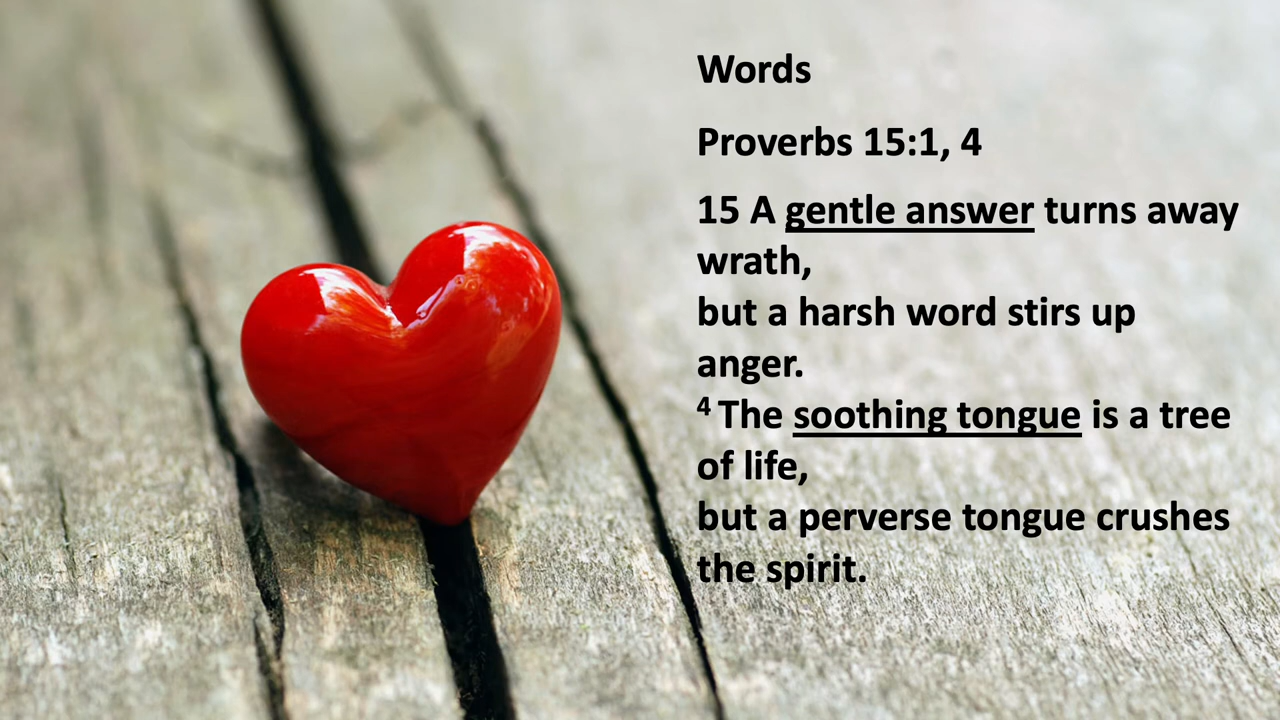 Words
Proverbs 15:1, 4
15 A gentle answer turns away
wrath,
but a harsh word stirs up
anger.
4 The soothing tongue is a tree
of life,
but a perverse tongue crushes
the spirit.